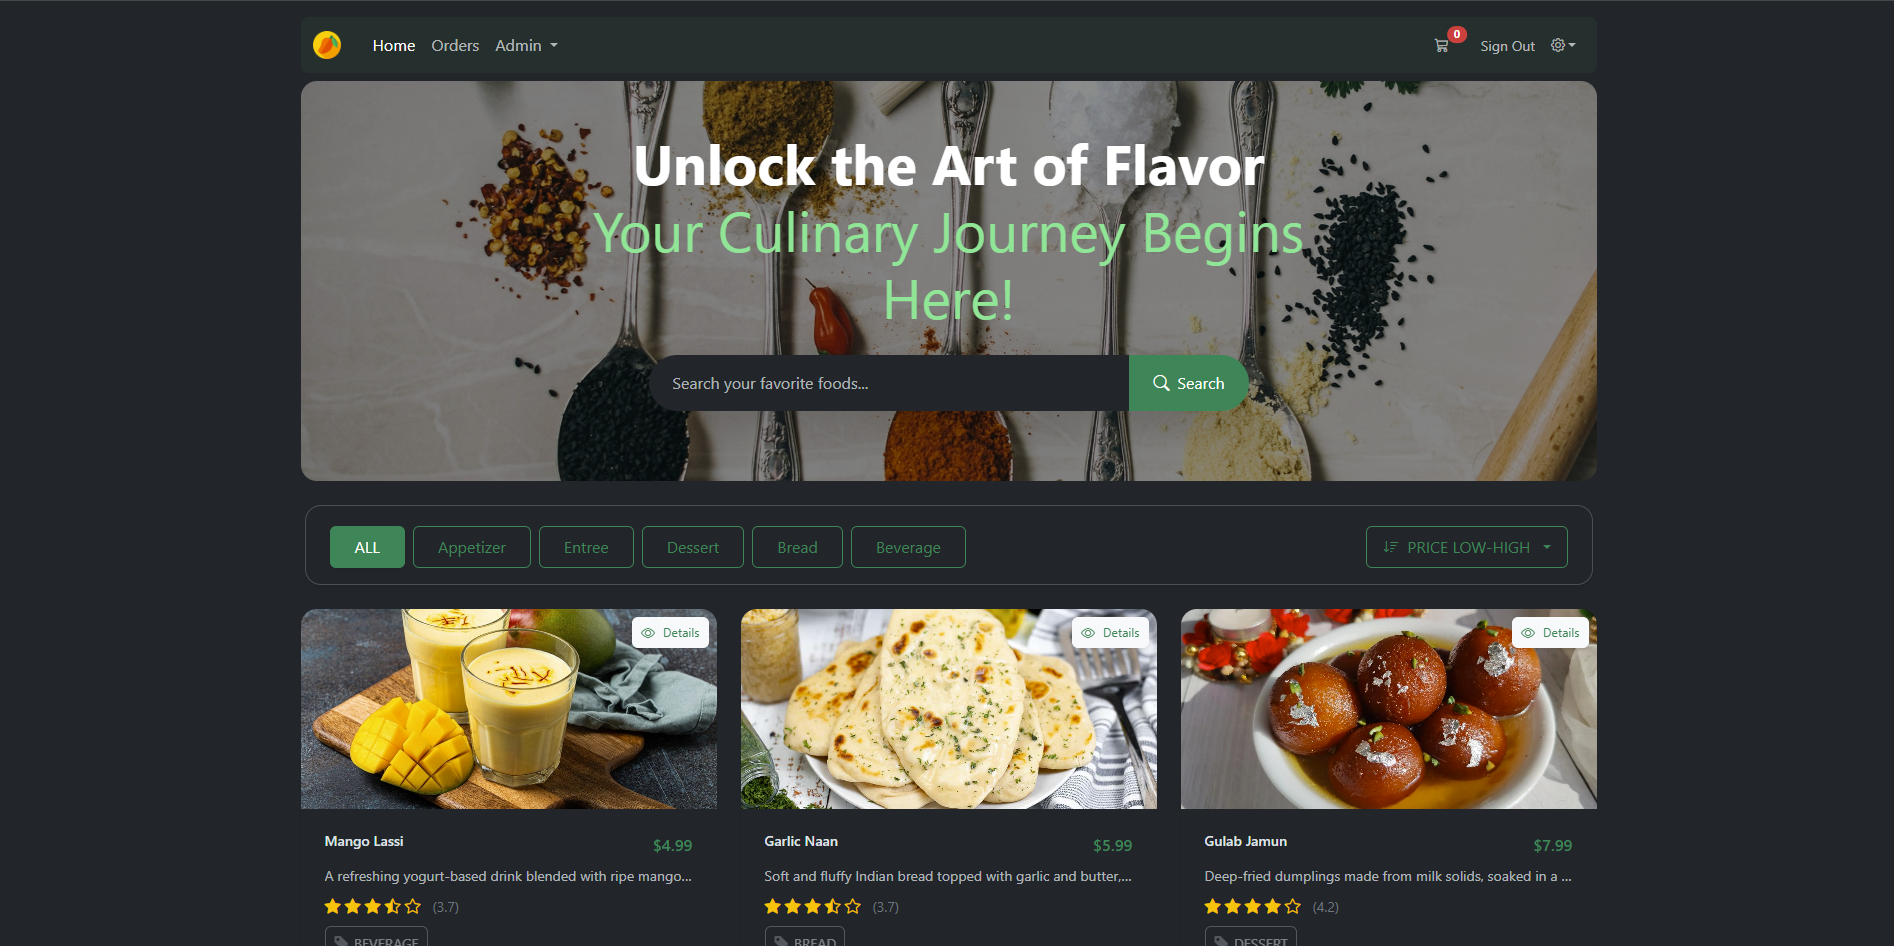 Home Orders Admin 0 Sign Out
Unlock the Art of Flavor
Your Culinary Journey Begins
Here!
Search your favorite foods... Search
ALL Appetizer Entree Dessert Bread Beverage PRICE LOW-HIGH
Details Details Details
Mango Lassi $4.99 Garlic Naan $5.99 Gulab Jamun $7.99
A refreshing yogurt-based drink blended with ripe mango... Soft and fluffy Indian bread topped with garlic and butter,... Deep-fried dumplings made from milk solids, soaked in a ...
(3.7) (3.7) (4.2)
BEVERAGE BREAD DESSERT